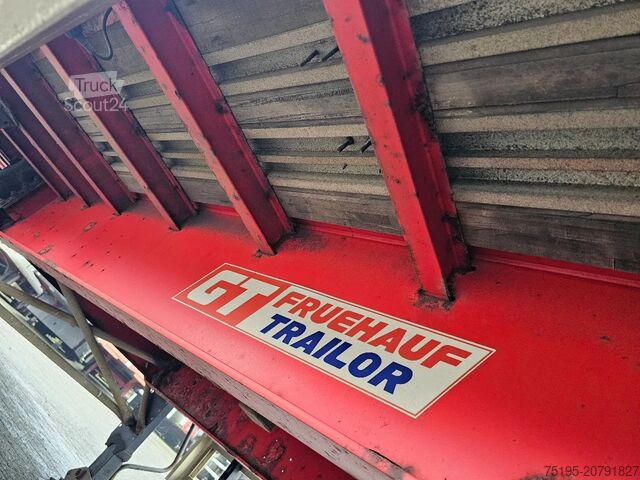 Truck
Scout24
GT FRUEHAUF
TRAILOR
75195-20791827